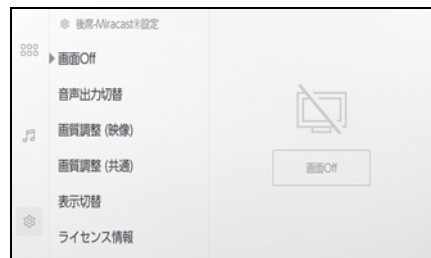 後席-Miracast®設定
画面Off
音声出力切替
画質調整 (映像)
画質調整 (共通)
表示切替
ライセンス情報
画面Off